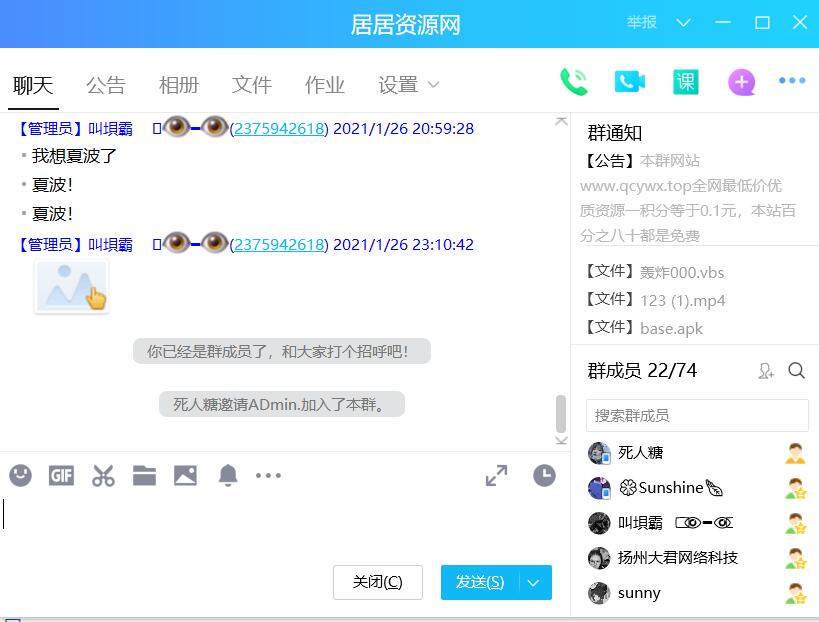 居居资源网
举报
聊天 公告 相册 文件 作业 设置
课
【管理员】叫垻霸 (2375942618) 2021/1/26 20:59:28
我想夏波了
夏波！
夏波！
【管理员】叫垻霸 (2375942618) 2021/1/26 23:10:42
你已经是群成员了，和大家打个招呼吧！
死人糖邀请ADmin.加入了本群。
GIF
关闭(C) 发送(S)
群通知
【公告】本群网站
www.qcywx.top全网最低价优
质资源一积分等于0.1元，本站百
分之八十都是免费
【文件】轰炸000.vbs
【文件】123 (1).mp4
【文件】base.apk
群成员 22/74
搜索群成员
死人糖
Sunshine
叫垻霸
扬州大君网络科技
sunny